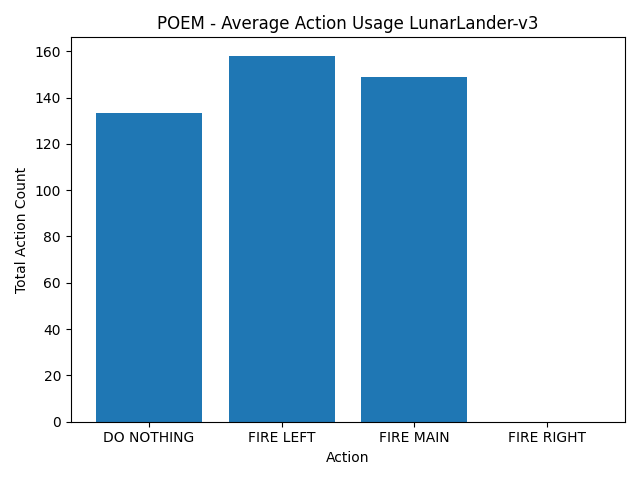 POEM - Average Action Usage LunarLander-v3
Total Action Count
160
140
120
100
80
60
40
20
0
DO NOTHING FIRE LEFT FIRE MAIN FIRE RIGHT
Action